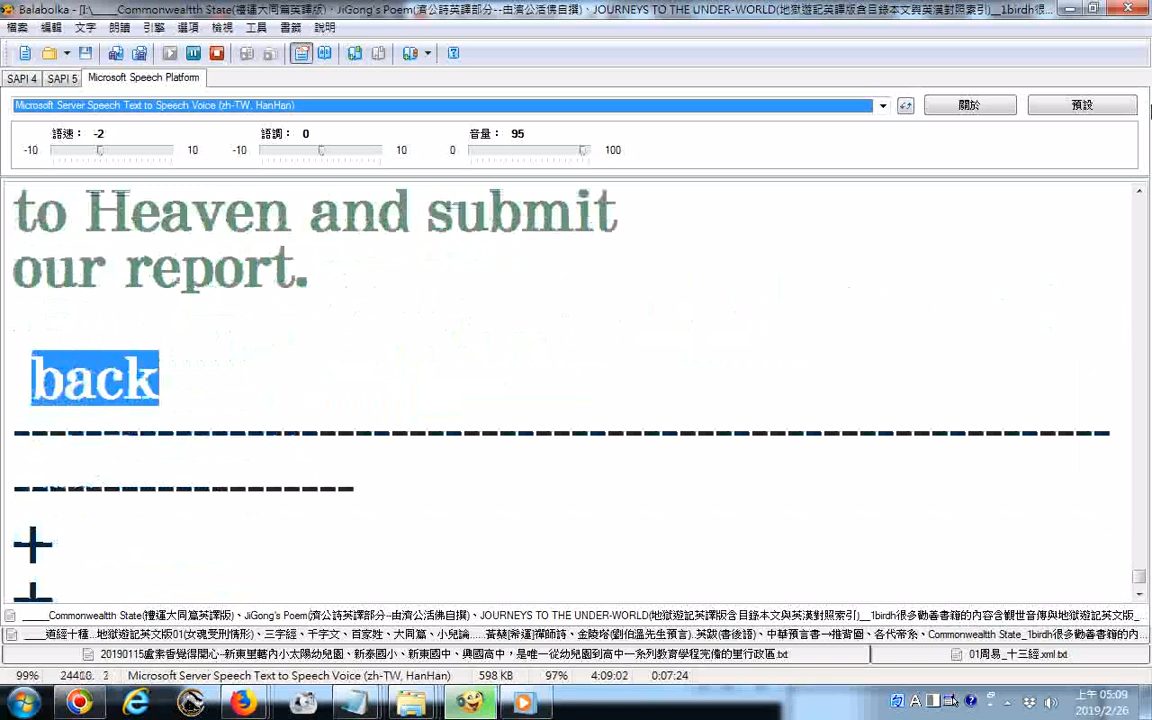 Balabolka - [I:\_____Commonwealtth State(禮運大同篇英譯版)、JiGong's Poem(濟公詩英譯部分--由濟公活佛自撰)、JOURNEYS TO THE UNDER-WORLD(地獄遊記英譯版含目錄本文與英漢對照索引)__1birdh很...
檔案 編輯 文字 朗讀 引擎 選項 檢視 工具 書籤 說明
SAPI 4 SAPI 5 Microsoft Speech Platform
Microsoft Server Speech Text to Speech Voice (zh-TW, HanHan) 關於 預設
語速： -2 語調： 0 音量： 95
-10 10 -10 10 0 100
to Heaven and submit
our report.
back
-------------------------------------------------------------
-------------------
+
+
_____Commonwealtth State(禮運大同篇英譯版)、JiGong's Poem(濟公詩英譯部分--由濟公活佛自撰)、JOURNEYS TO THE UNDER-WORLD(地獄遊記英譯版含目錄本文與英漢對照索引)__1birdh很多勸善書籍的內容含觀世音傳與地獄遊記英文版_
道經十種...地獄遊記英文版01(女魂受刑情形)、三字經、千字文、百家姓、大同篇、小兒論......黃蘗[希運]禪師詩、金陵塔(劉伯溫先生預言).英跋(書後語)、中華預言書一推背圖、各代帝系、Commonwealth State_1birdh很多勸善書籍的內...
20190115盧素香覺得開心--新東里轄內小太陽幼兒園、新泰國小、新東國中、興國高中，是唯一從幼兒園到高中一系列教育學程完備的里行政區.txt 01周易_十三經.xml.txt
99% Microsoft Server Speech Text to Speech Voice (zh-TW, HanHan) 598 KB 97% 4:09:02 0:07:24
上午 05:09
2019/2/26